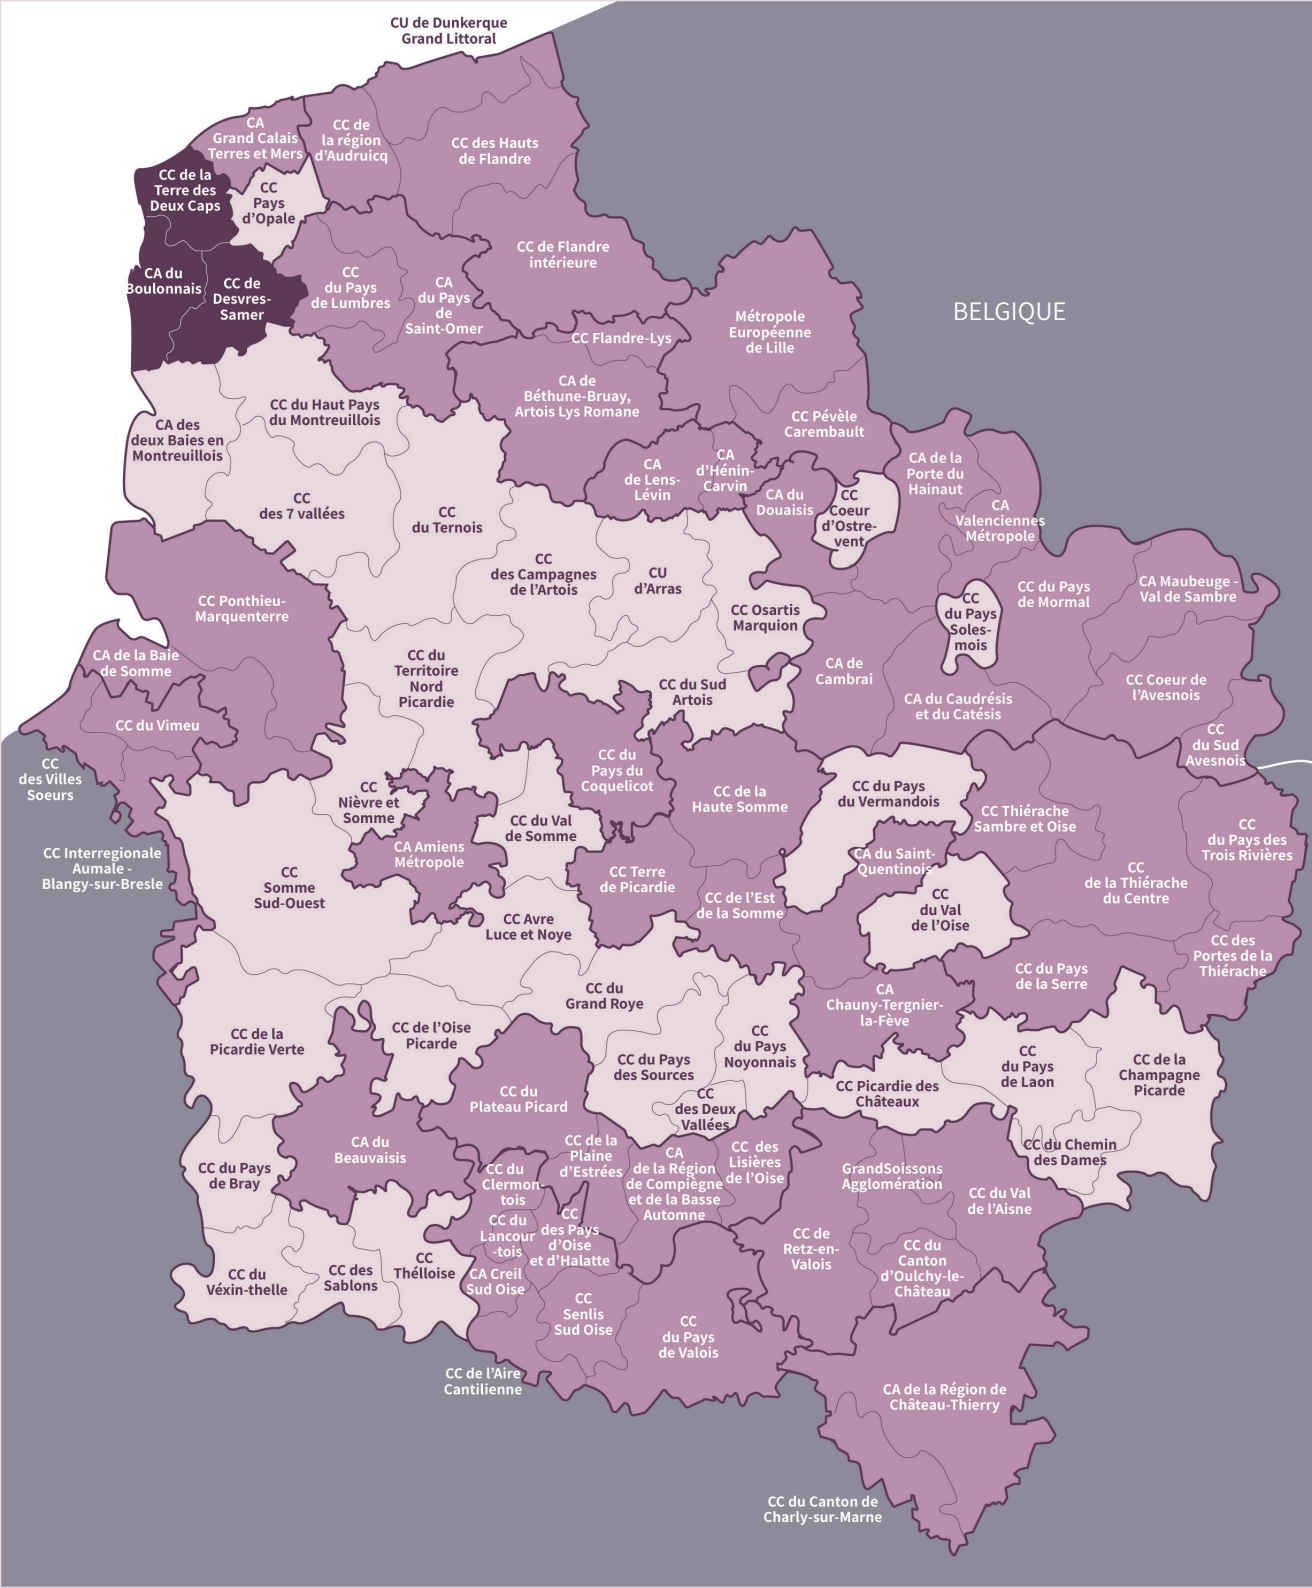 CU de Dunkerque
Grand Littoral
CA
Grand Calais
Terres et Mers
CC de
la région
d'Audruicq
CC des Hauts
de Flandre
CC de la
Terre des
Deux Caps
CC
Pays
d'Opale
CC de Flandre
intérieure
CA du
Boulonnais
CC de
Desvres-
Samer
CC
du Pays
de Lumbres
CA
du Pays
de
Saint-Omer
BELGIQUE
CC Flandre-Lys
Métropole
Européenne
de Lille
CA de
Béthune-Bruay,
Artois Lys Romane
CC du Haut Pays
du Montreuillois
CA des
deux Baies en
Montreuillois
CC Pévèle
Carembault
CA
de Lens-
Lévin
CA
d'Hénin-
Carvin
CA du
Douaisis
CC
Coeur
d'Ostre-
vent
CA de la
Porte du
Hainaut
CA
Valenciennes
Métropole
CC
des 7 vallées
CC
du Ternois
CC
des Campagnes
de l'Artois
CU
d'Arras
CC Osartis
Marquion
CC
du Pays
Soles-
mois
CC du Pays
de Mormal
CA Maubeuge -
Val de Sambre
CC Ponthieu-
Marquenterre
CA de la Baie
de Somme
CC du
Territoire
Nord
Picardie
CC du Sud
Artois
CA de
Cambrai
CA du Caudrésis
et du Catésis
CC Coeur de
l'Avesnois
CC du Vimeu
CC
du Sud
Avesnois
CC
des Villes
Soeurs
CC
Nièvre et
Somme
CC du
Pays du
Coquelicot
CC de la
Haute Somme
CC du Pays
du Vermandois
CC Thiérache
Sambre et Oise
CC
du Pays des
Trois Rivières
CC du Val
de Somme
CC Interregionale
Aumale -
Blangy-sur-Bresle
CA Amiens
Métropole
CC
Somme
Sud-Ouest
CC Terre
de Picardie
CC de l'Est
de la Somme
CA du Saint-
Quentinois
CC
du Val
de l'Oise
CC
de la Thiérache
du Centre
CC Avre
Luce et Noye
CC des
Portes de la
Thiérache
CC du Pays
de la Serre
CC du
Grand Roye
CA
Chauny-Tergnier-
la-Fève
CC de la
Picardie Verte
CC de l'Oise
Picarde
CC du Pays
des Sources
CC
du Pays
Noyonnais
CC
du Pays
de Laon
CC de la
Champagne
Picarde
CC du
Plateau Picard
CC
des Deux
Vallées
CC Picardie des
Châteaux
CA du
Beauvaisis
CC de la
Plaine
d'Estrées
CA
de la Région
de Compiègne
et de la Basse
Automne
CC des
Lisières
de l'Oise
GrandSoissons
Agglomération
CC du Chemin
des Dames
CC du Pays
de Bray
CC du
Clermon-
tois
CC du Val
de l'Aisne
CC du
Lancour
-tois
CC
des Pays
d'Oise
et d'Halatte
CC de
Retz-en-
Valois
CC du
Canton
d'Oulchy-le-
Château
CC du
Véxin-thelle
CC des
Sablons
CC
Thélloise
CA Creil
Sud Oise
CC
Senlis
Sud Oise
CC
du Pays
de Valois
CC de l'Aire
Cantilienne
CA de la Région de
Château-Thierry
CC du Canton de
Charly-sur-Marne